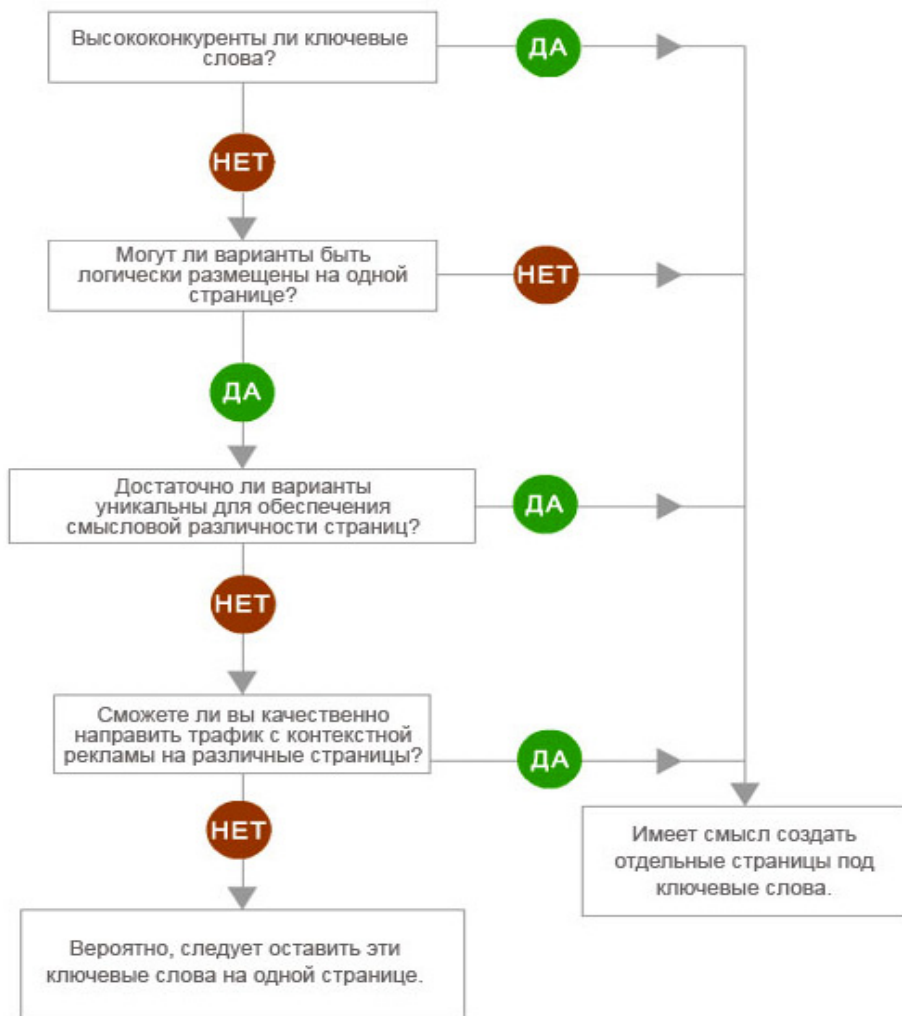 Высококонкуренты ли ключевые
слова?
ДА
НЕТ
Могут ли варианты быть
логически размещены на одной
странице?
НЕТ
ДА
Достаточно ли варианты
уникальны для обеспечения
смысловой различности страниц?
ДА
НЕТ
Сможете ли вы качественно
направить трафик с контекстной
рекламы на различные страницы?
ДА
НЕТ
Имеет смысл создать
отдельные страницы под
ключевые слова.
Вероятно, следует оставить эти
ключевые слова на одной странице.